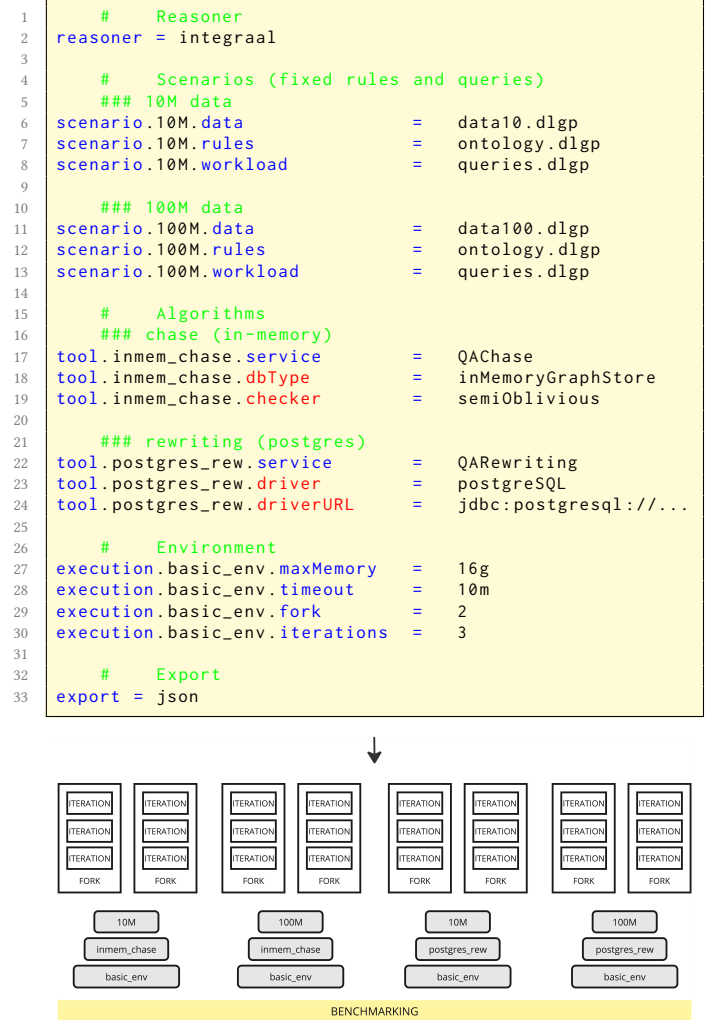 1 # Reasoner
2 reasoner = integraal
3
4 # Scenarios (fixed rules and queries)
5 ### 10M data
6 scenario.10M.data = data10.dlgp
7 scenario.10M.rules = ontology.dlgp
8 scenario.10M.workload = queries.dlgp
9
10 ### 100M data
11 scenario.100M.data = data100.dlgp
12 scenario.100M.rules = ontology.dlgp
13 scenario.100M.workload = queries.dlgp
14
15 # Algorithms
16 ### chase (in-memory)
17 tool.inmem_chase.service = QAChase
18 tool.inmem_chase.dbType = inMemoryGraphStore
19 tool.inmem_chase.checker = semiOblivious
20
21 ### rewriting (postgres)
22 tool.postgres_rew.service = QARewriting
23 tool.postgres_rew.driver = postgreSQL
24 tool.postgres_rew.driverURL = jdbc:postgresql://...
25
26 # Environment
27 execution.basic_env.maxMemory = 16g
28 execution.basic_env.timeout = 10m
29 execution.basic_env.fork = 2
30 execution.basic_env.iterations = 3
31
32 # Export
33 export = json
ITERATION ITERATION ITERATION ITERATION ITERATION ITERATION ITERATION ITERATION
ITERATION ITERATION ITERATION ITERATION ITERATION ITERATION ITERATION ITERATION
ITERATION ITERATION ITERATION ITERATION ITERATION ITERATION ITERATION ITERATION
FORK FORK FORK FORK FORK FORK FORK FORK
10M 100M 10M 100M
inmem_chase inmem_chase postgres_rew postgres_rew
basic_env basic_env basic_env basic_env
BENCHMARKING